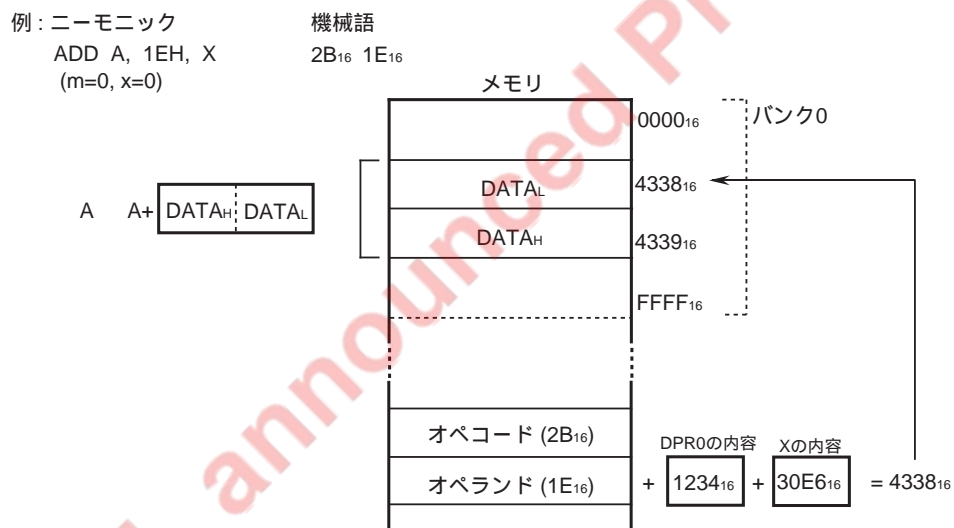 例 : ニーモニック 機械語
ADD A, 1EH, X 2B16 1E16
(m=0, x=0)
メモリ
000016 バンク0
DATAL 433816
A A+ DATAH DATAL
DATAH 433916
FFFF16
オペコード (2B16)
DPR0の内容 Xの内容
オペランド (1E16) + 123416 + 30E616 = 433816
announced Pr